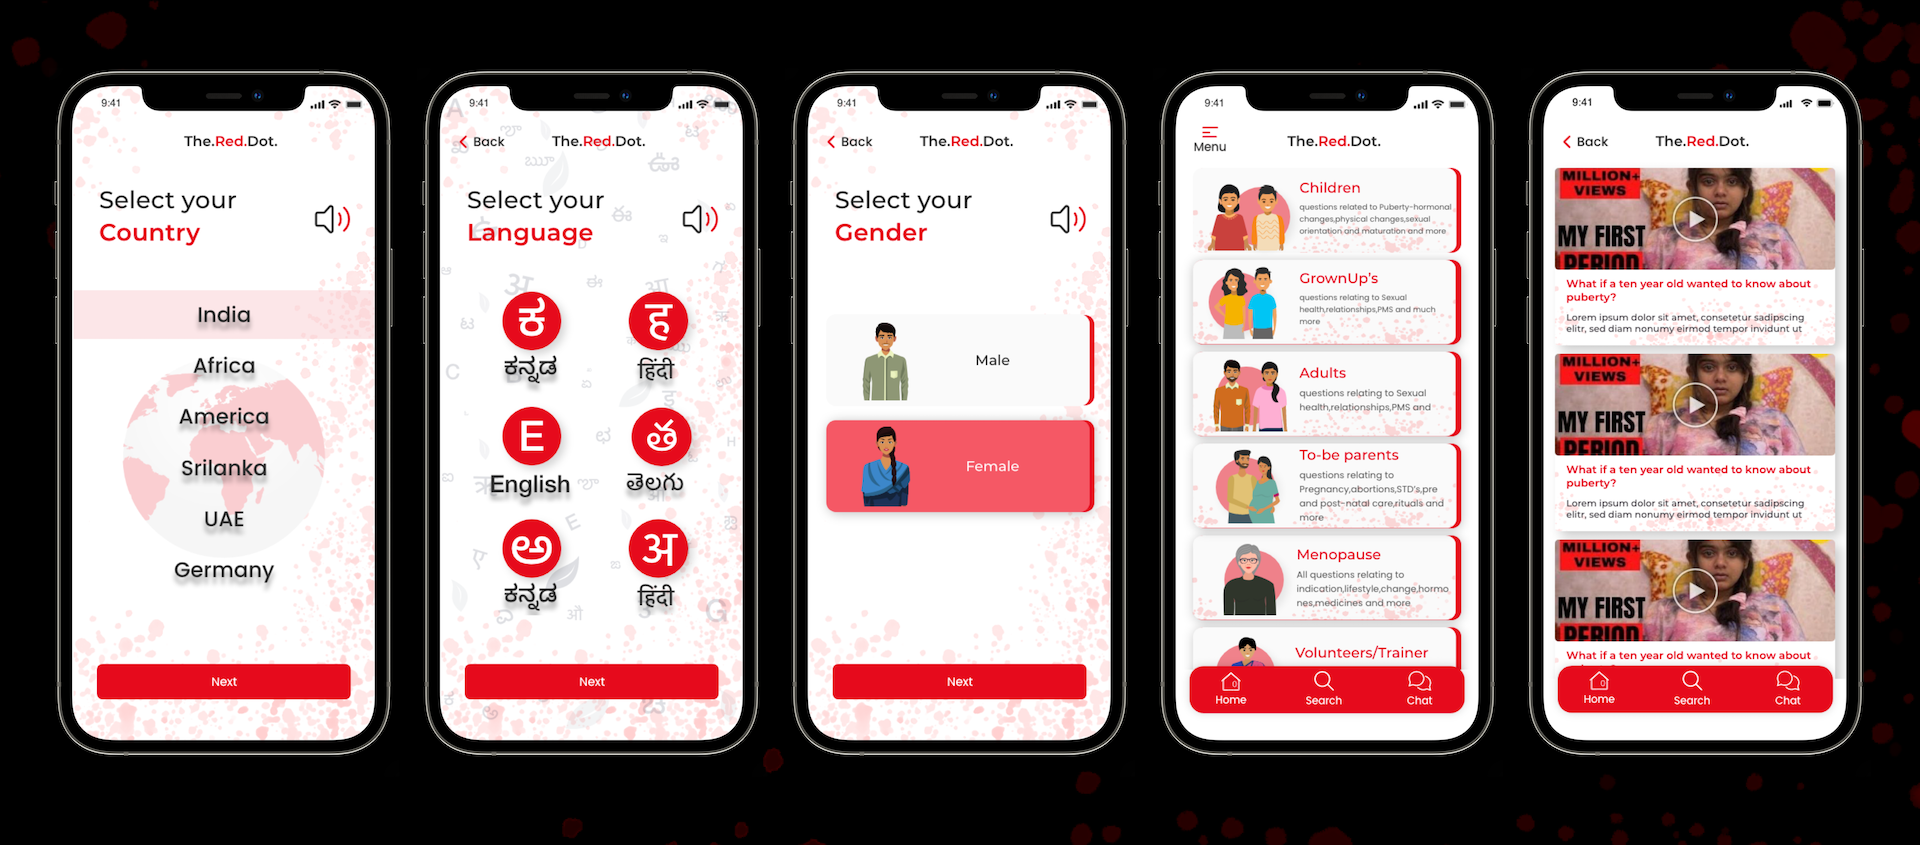 9:41
The.Red.Dot.
Select your
Country
India
Africa
America
Srilanka
UAE
Germany
Next
9:41
Back
The.Red.Dot.
Select your
Language
ಕ
ಕನ್ನಡ
ह
हिंदी
E
English
త
తెలుగు
ಅ
ಕನ್ನಡ
अ
हिंदी
Next
9:41
Back
The.Red.Dot.
Select your
Gender
Male
Female
Next
9:41
Menu
The.Red.Dot.
Children
questions related to Puberty-hormonal
changes,physical changes,sexual
orientation and maturation and more
GrownUp's
questions relating to Sexual
health,relationships,PMS and much
more
Adults
questions relating to Sexual
health,relationships,PMS and
To-be parents
questions relating to
Pregnancy,abortions,STD's,pre
and post-natal care,rituals and
more
Menopause
All questions relating to
indication,lifestyle,change,hormo
nes,medicines and more
Volunteers/Trainer
Home
Search
Chat
9:41
Back
The.Red.Dot.
MILLION+
VIEWS
MY FIRST
PERIOD
What if a ten year old wanted to know about
puberty?
Lorem ipsum dolor sit amet, consetetur sadipscing
elitr, sed diam nonumy eirmod tempor invidunt ut
MILLION+
VIEWS
MY FIRST
PERIOD
What if a ten year old wanted to know about
puberty?
Lorem ipsum dolor sit amet, consetetur sadipscing
elitr, sed diam nonumy eirmod tempor invidunt ut
MILLION+
VIEWS
MY FIRST
PERIOD
What if a ten year old wanted to know about
Home
Search
Chat